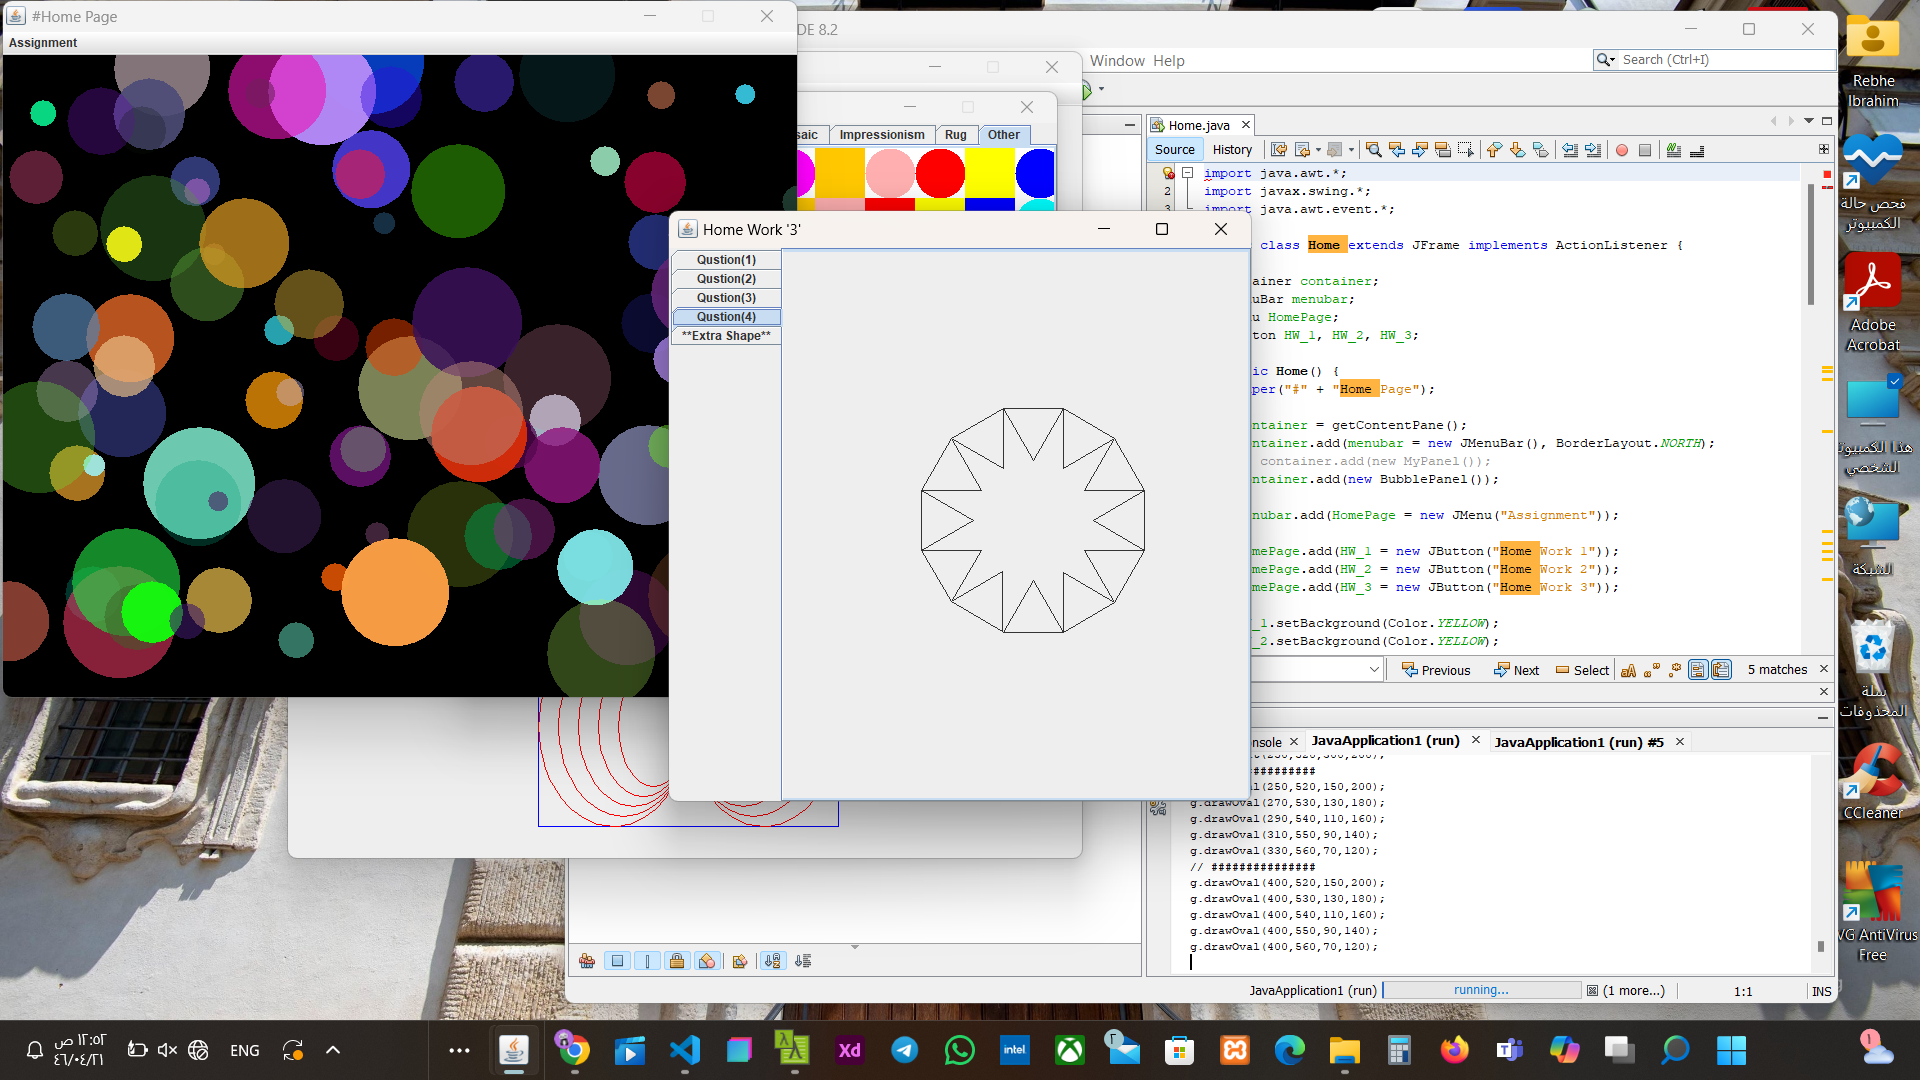 #Home Page
Assignment
DE 8.2
Window Help
Search (Ctrl+I)
saic
Impressionism
Rug
Other
Home Work '3'
Qustion(1)
Qustion(2)
Qustion(3)
Qustion(4)
**Extra Shape**
Home.java
Source
History
import java.awt.*;
2 import javax.swing.*;
3 import java.awt.event.*;
class Home extends JFrame implements ActionListener {
ainer container;
uBar menubar;
u HomePage;
ton HW_1, HW_2, HW_3;
ic Home() {
per("#" + "Home Page");
ntainer = getContentPane();
ntainer.add(menubar = new JMenuBar(), BorderLayout.NORTH);
container.add(new MyPanel());
ntainer.add(new BubblePanel());
nubar.add(HomePage = new JMenu("Assignment"));
mePage.add(HW_1 = new JButton("Home Work 1"));
mePage.add(HW_2 = new JButton("Home Work 2"));
mePage.add(HW_3 = new JButton("Home Work 3"));
_1.setBackground(Color.YELLOW);
_2.setBackground(Color.YELLOW);
Previous
Next
Select
5 matches
nsole
JavaApplication1 (run)
JavaApplication1 (run) #5
##########
l(250,520,150,200);
g.drawOval(270,530,130,180);
g.drawOval(290,540,110,160);
g.drawOval(310,550,90,140);
g.drawOval(330,560,70,120);
// ###############
g.drawOval(400,520,150,200);
g.drawOval(400,530,130,180);
g.drawOval(400,540,110,160);
g.drawOval(400,550,90,140);
g.drawOval(400,560,70,120);
JavaApplication1 (run)
running...
(1 more...)
1:1
INS
Rebhe
Ibrahim
فحص حالة
الكمبيوتر
Adobe
Acrobat
هذا الكمبيوتر
الشخصي
الشبكة
سلة
المحذوفات
CCleaner
VG AntiVirus
Free
١٢:٥٢ ص
٤٦/٠٤/٢١
ENG
Xd
intel